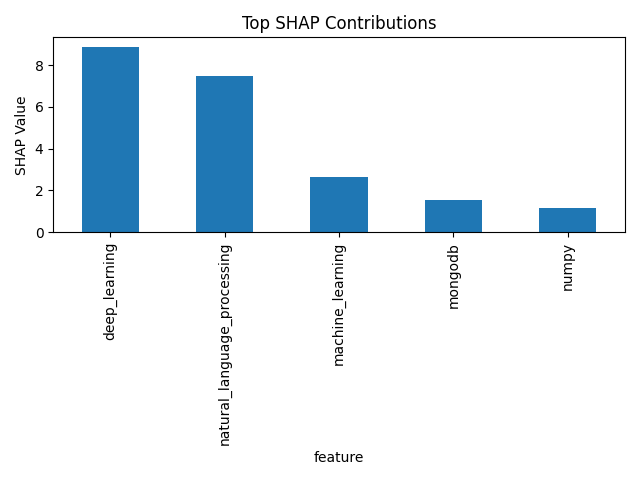 Top SHAP Contributions
SHAP Value
8
6
4
2
0
deep_learning
natural_language_processing
machine_learning
mongodb
numpy
feature